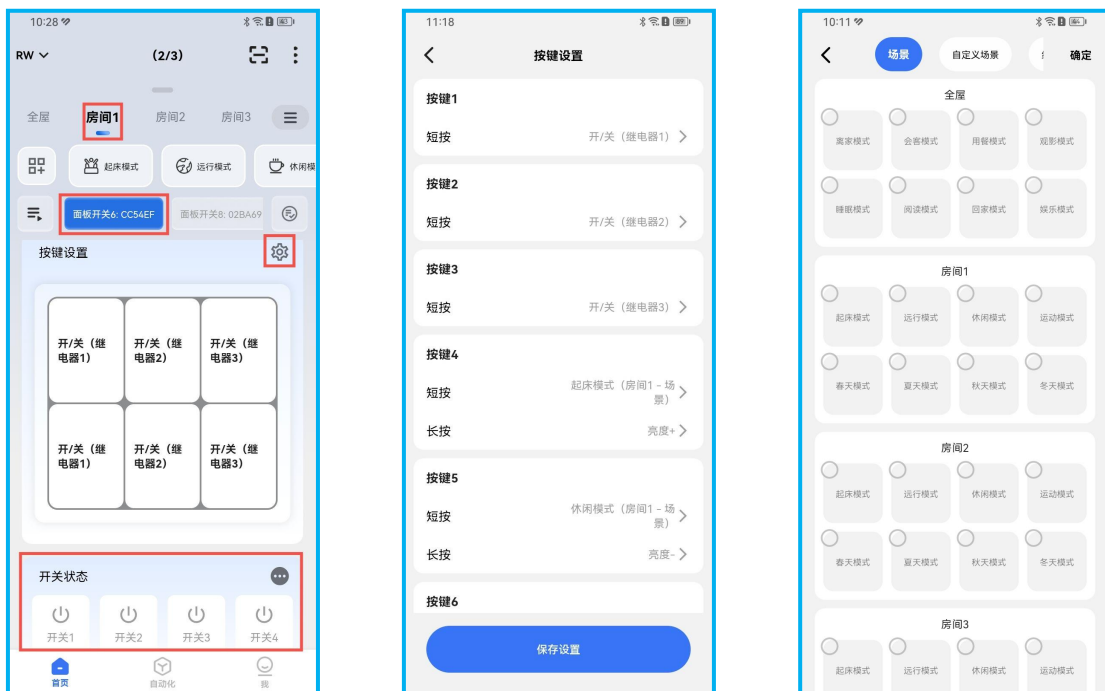 10:28
RW
(2/3)
全屋
房间1
房间2
房间3
起床模式
远行模式
休闲模
面板开关6: CC54EF
面板开关8: 02BA69
按键设置
开/关（继
电器1)
开/关（继
电器2)
开/关（继
电器3)
开/关（继
电器1)
开/关（继
电器2)
开/关（继
电器3)
开关状态
开关1
开关2
开关3
开关4
首页
自动化
我
11:18
按键设置
按键1
短按
开/关（继电器1）
按键2
短按
开/关（继电器2）
按键3
短按
开/关（继电器3）
按键4
短按
起床模式（房间1 - 场
景）
长按
亮度+
按键5
短按
休闲模式（房间1 - 场
景）
长按
亮度-
按键6
保存设置
10:11
场景
自定义场景
确定
全屋
离家模式
会客模式
用餐模式
观影模式
睡眠模式
阅读模式
回家模式
娱乐模式
房间1
起床模式
远行模式
休闲模式
运动模式
春天模式
夏天模式
秋天模式
冬天模式
房间2
起床模式
远行模式
休闲模式
运动模式
春天模式
夏天模式
秋天模式
冬天模式
房间3
起床模式
远行模式
休闲模式
运动模式